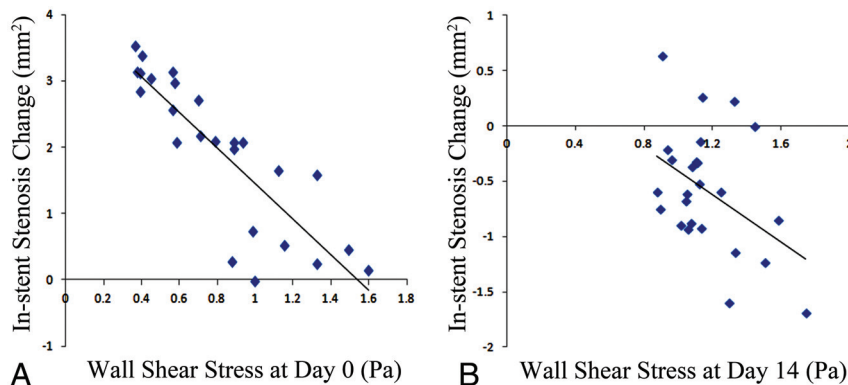 In-stent Stenosis Change (mm²)
4
3
2
1
0
-1
0 0.2 0.4 0.6 0.8 1 1.2 1.4 1.6 1.8
A Wall Shear Stress at Day 0 (Pa)
In-stent Stenosis Change (mm²)
1
0.5
0
-0.5
-1
-1.5
-2
0 0.4 0.8 1.2 1.6 2
B Wall Shear Stress at Day 14 (Pa)